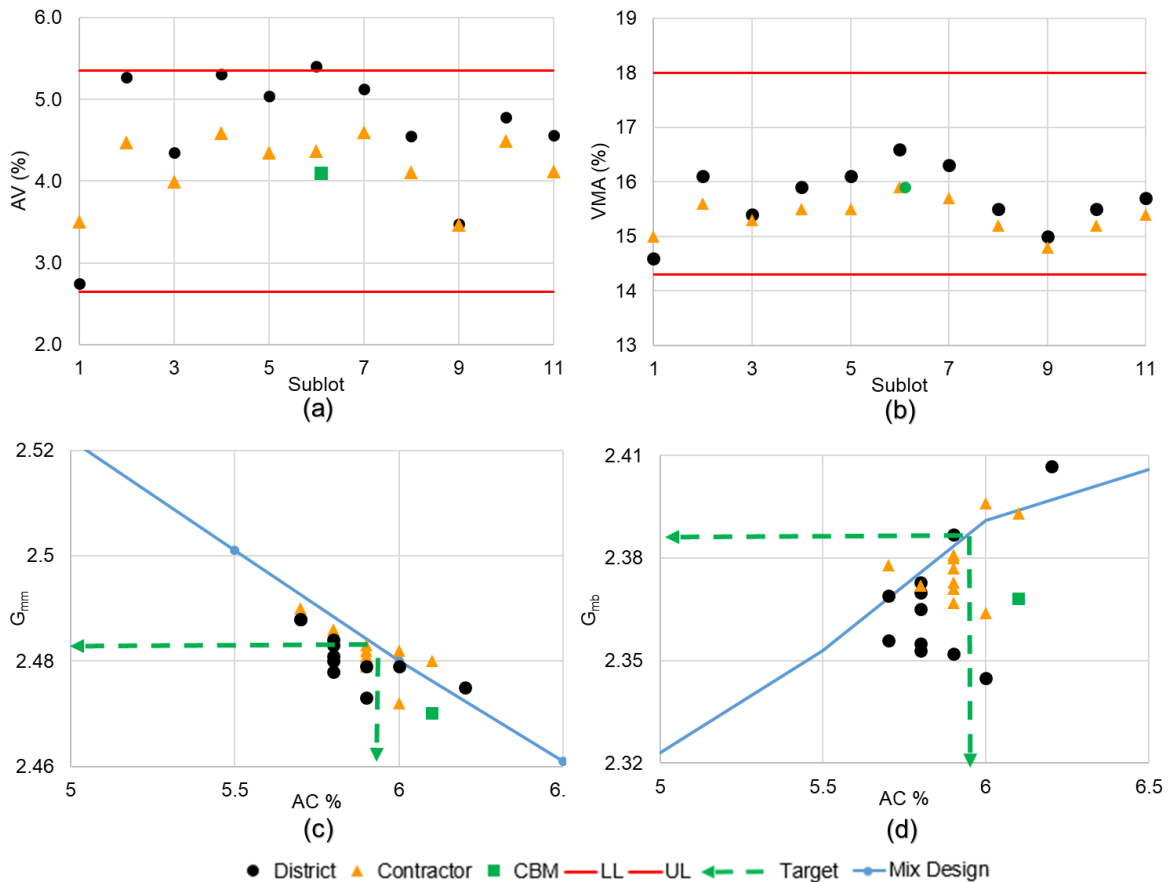 6.0
5.0
4.0
3.0
2.0
AV (%)
1 3 5 7 9 11
Sublot
(a)
19
18
17
16
15
14
13
VMA (%)
1 3 5 7 9 11
Sublot
(b)
2.52
2.5
2.48
2.46
Gmm
5 5.5 6 6.
AC %
(c)
2.41
2.38
2.35
2.32
Gmb
5 5.5 6 6.5
AC %
(d)
District Contractor CBM LL UL Target Mix Design